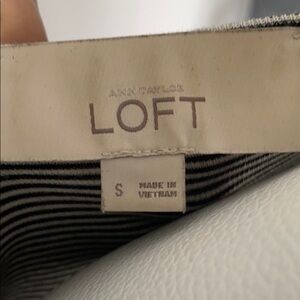 ANN TAYLOR
LOFT
S
MADE IN
VIETNAM